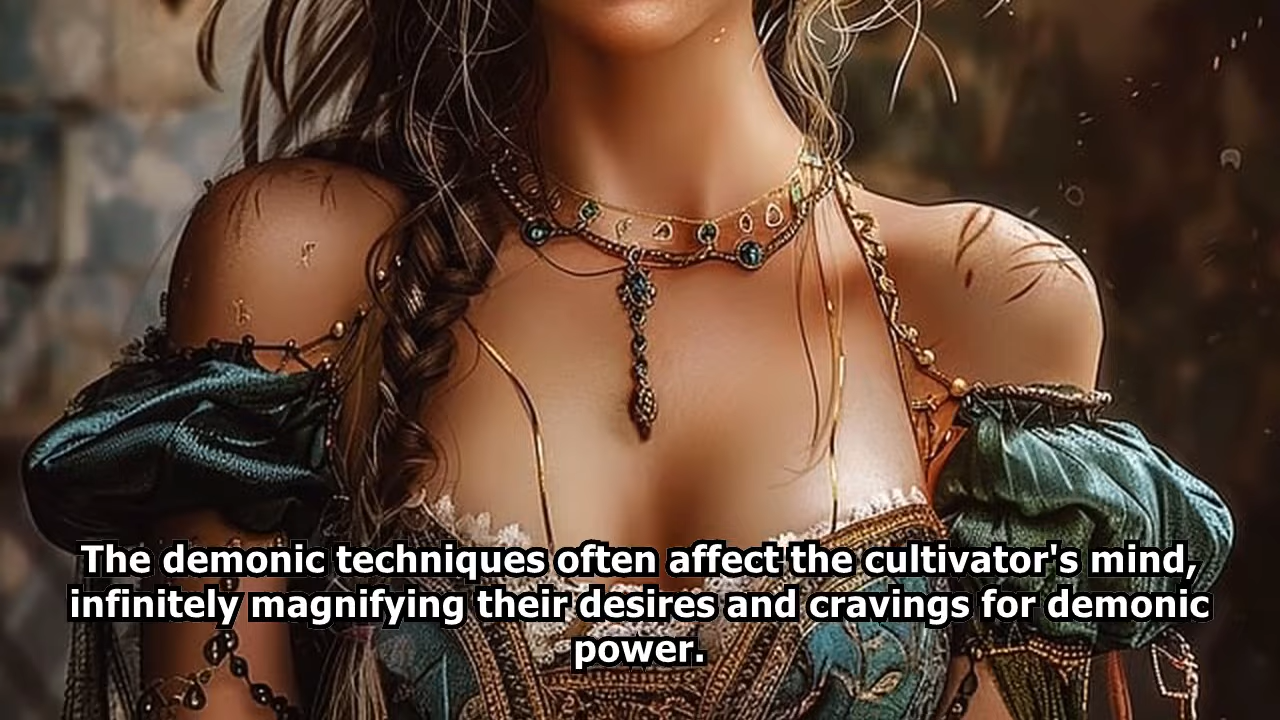 The demonic techniques often affect the cultivator's mind,
infinitely magnifying their desires and cravings for demonic
power.